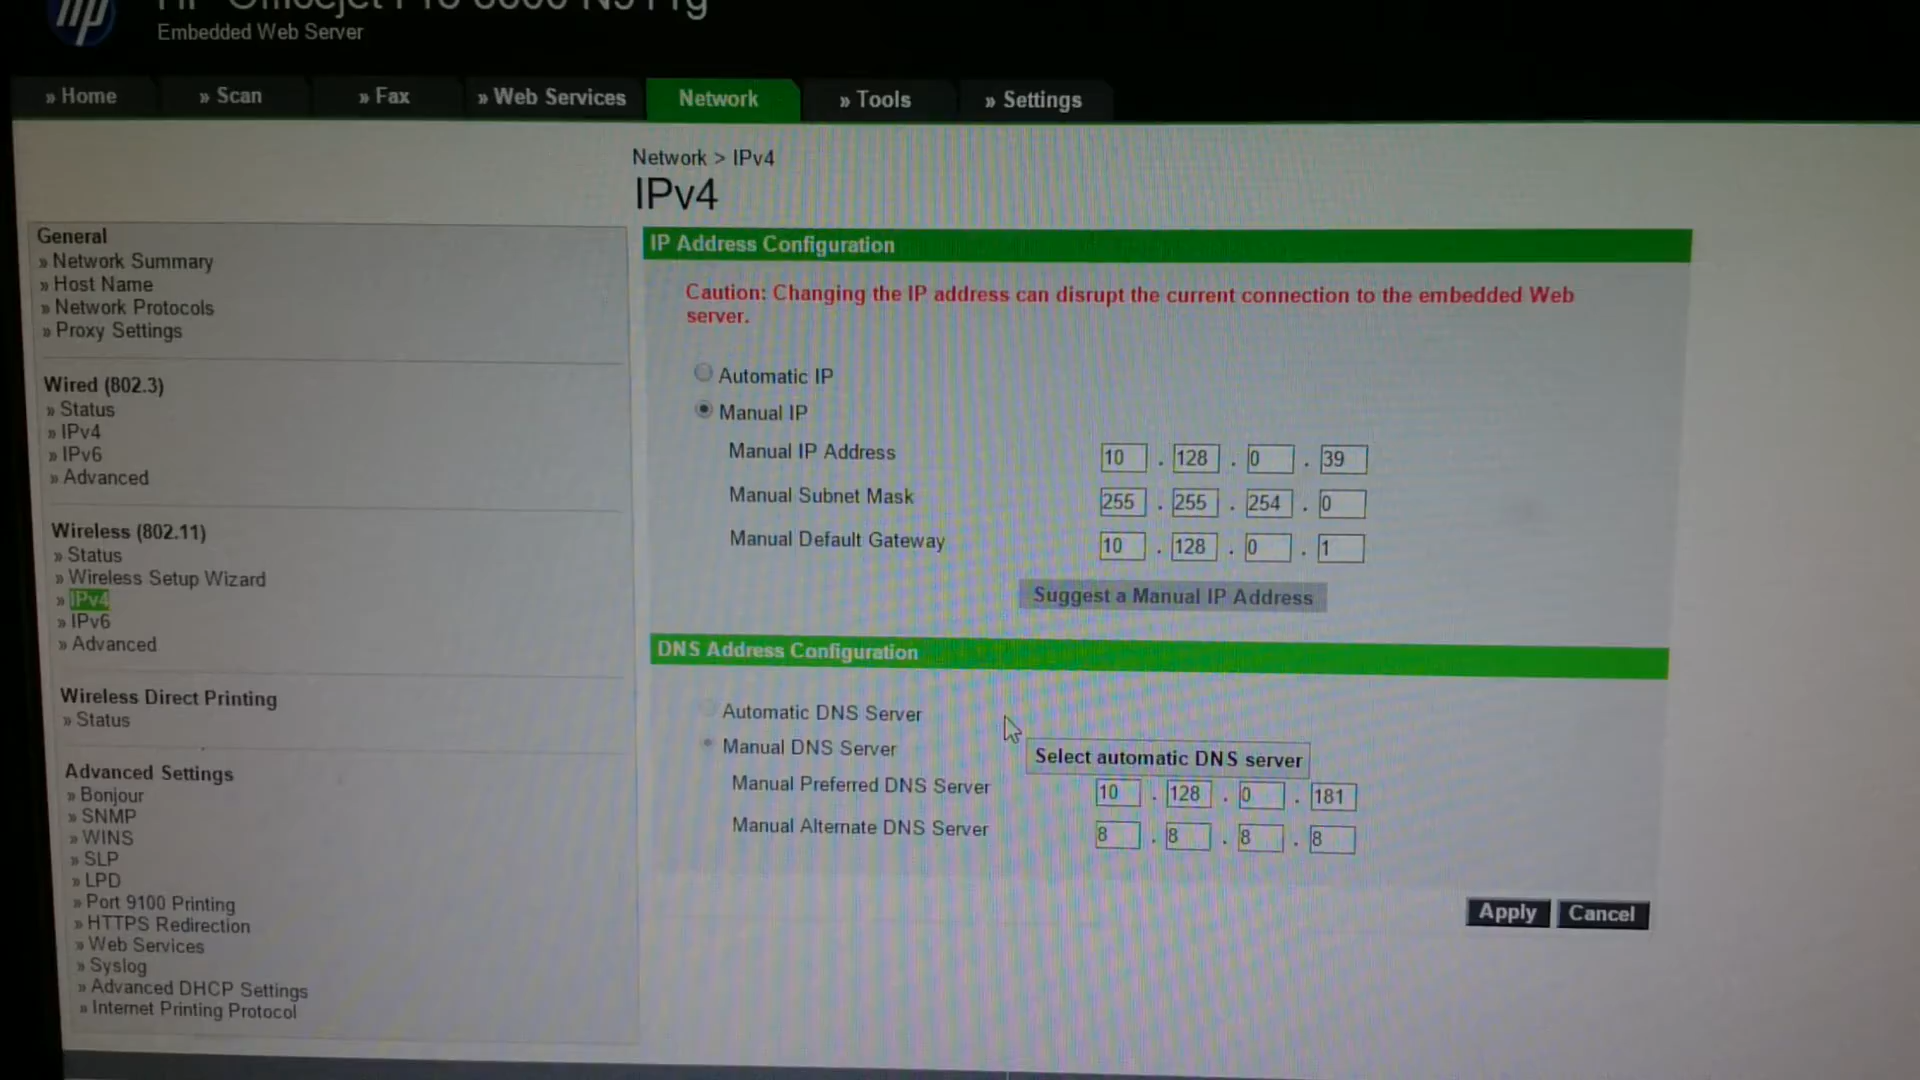 hp
Embedded Web Server
» Home
» Scan
» Fax
» Web Services
Network
» Tools
» Settings
Network > IPv4
IPv4
General
» Network Summary
» Host Name
» Network Protocols
» Proxy Settings
Wired (802.3)
» Status
» IPv4
» IPv6
» Advanced
Wireless (802.11)
» Status
» Wireless Setup Wizard
» IPv4
» IPv6
» Advanced
Wireless Direct Printing
» Status
Advanced Settings
» Bonjour
» SNMP
» WINS
» SLP
» LPD
» Port 9100 Printing
» HTTPS Redirection
» Web Services
» Syslog
» Advanced DHCP Settings
» Internet Printing Protocol
IP Address Configuration
Caution: Changing the IP address can disrupt the current connection to the embedded Web
server.
Automatic IP
Manual IP
Manual IP Address 10 . 128 . 0 . 39
Manual Subnet Mask 255 . 255 . 254 . 0
Manual Default Gateway 10 . 128 . 0 . 1
Suggest a Manual IP Address
DNS Address Configuration
Automatic DNS Server
Manual DNS Server
Select automatic DNS server
Manual Preferred DNS Server 10 . 128 . 0 . 181
Manual Alternate DNS Server 8 . 8 . 8 . 8
Apply
Cancel